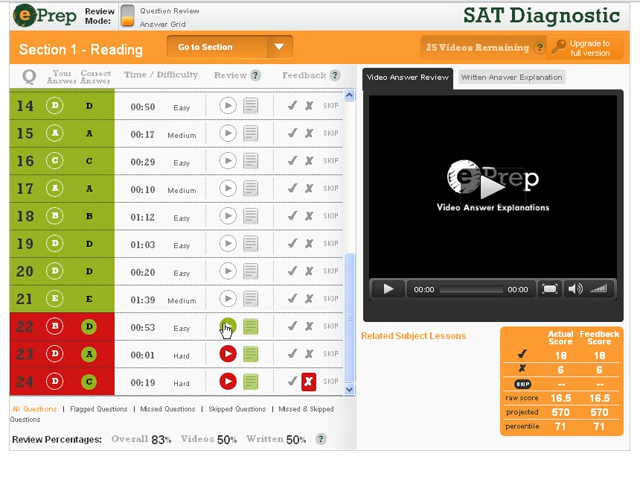 ePrep
Review
Mode:
Question Review
Answer Grid
SAT Diagnostic
Section 1 - Reading
Go to Section
25 Videos Remaining ?
Upgrade to
full version
Q Your Answer Correct Answer Time / Difficulty Review ? Feedback ?
14 D D 00:50 Easy SKIP
15 A A 00:17 Medium SKIP
16 C C 00:29 Easy SKIP
17 A A 00:10 Medium SKIP
18 B B 01:12 Easy SKIP
19 D D 01:03 Easy SKIP
20 D D 00:20 Easy SKIP
21 E E 01:39 Medium SKIP
22 B D 00:53 Easy SKIP
23 D A 00:01 Hard SKIP
24 D C 00:19 Hard SKIP
All Questions | Flagged Questions | Missed Questions | Skipped Questions | Missed & Skipped
Questions
Review Percentages: Overall 83% Videos 50% Written 50% ?
Video Answer Review Written Answer Explanation
ePrep
Video Answer Explanations
00:00 00:00
Related Subject Lessons
Actual Score Feedback Score
18 18
6 6
SKIP -- --
raw score 16.5 16.5
projected 570 570
percentile 71 71